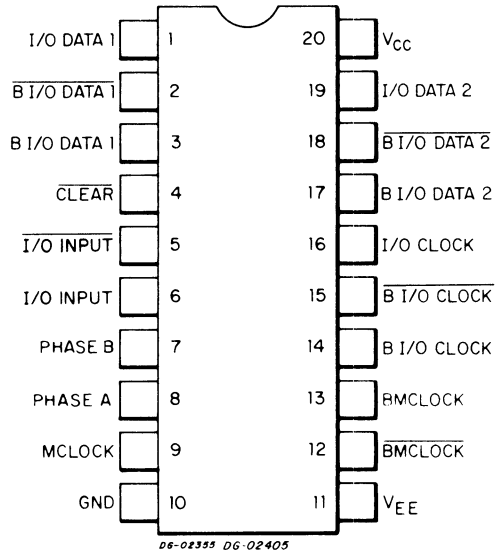 I/O DATA 1 1 20 VCC
B I/O DATA 1 2 19 I/O DATA 2
B I/O DATA 1 3 18 B I/O DATA 2
CLEAR 4 17 B I/O DATA 2
I/O INPUT 5 16 I/O CLOCK
I/O INPUT 6 15 B I/O CLOCK
PHASE B 7 14 B I/O CLOCK
PHASE A 8 13 BMCLOCK
MCLOCK 9 12 BMCLOCK
GND 10 11 VEE
DG-02355 DG-02405